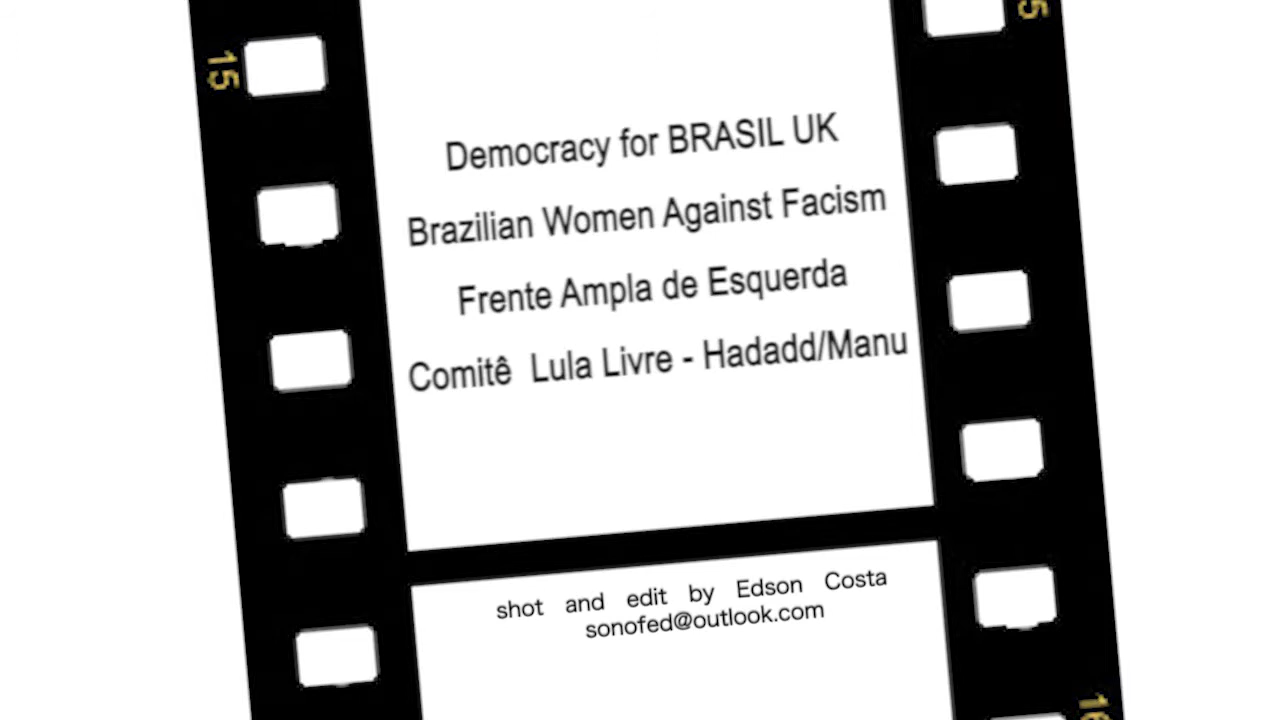 15
5
Democracy for BRASIL UK
Brazilian Women Against Facism
Frente Ampla de Esquerda
Comitê Lula Livre - Hadadd/Manu
shot and edit by Edson Costa
sonofed@outlook.com